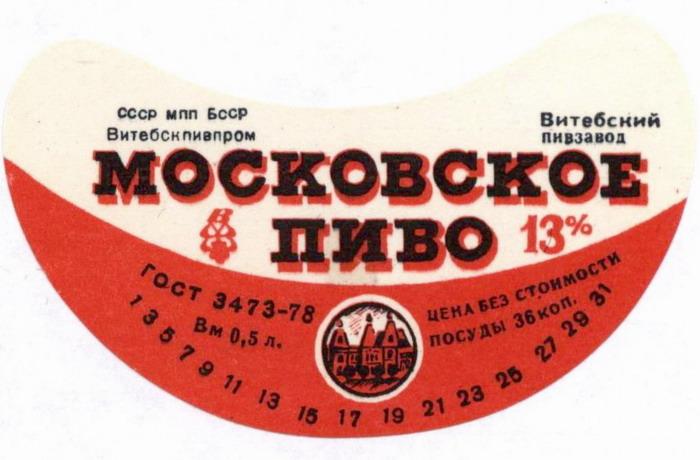 СССР МПП БССР
Витебскпивпром
Витебский
пивзавод
МОСКОВСКОЕ
ПИВО 13%
ГОСТ 3473-78
Вм 0,5 л.
ЦЕНА БЕЗ СТОИМОСТИ
ПОСУДЫ 36 коп.
1 3 5 7 9 11 13 15 17 19 21 23 25 27 29 31